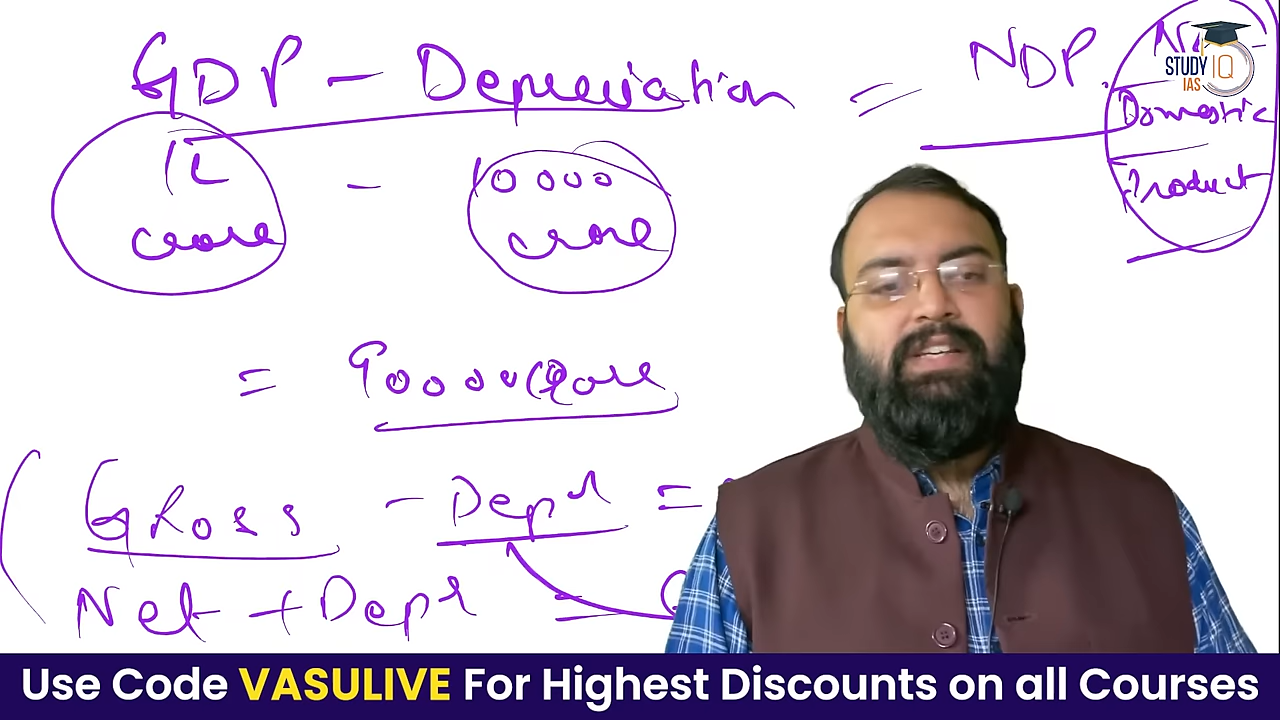 GDP - Depreciation = NDP
STUDY IQ
IAS
Domestic
Product
1L - 10000
crore crore
= 90000 crore
Gross - Depr =
Net + Depr =
Use Code VASULIVE For Highest Discounts on all Courses